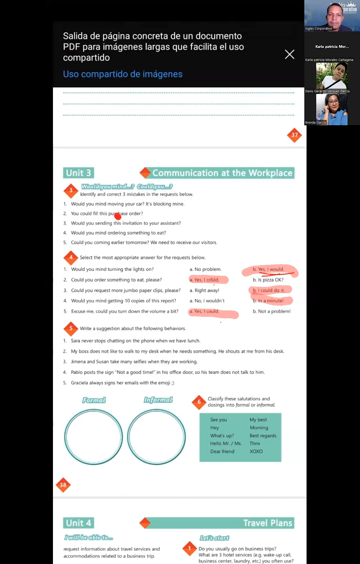 Salida de página concreta de un documento
PDF para imágenes largas que facilita el uso
compartido
Uso compartido de imágenes
37
Unit 3
Communication at the Workplace
Would you mind...? Could you...?
Identify and correct 3 mistakes in the requests below.
1. Would you mind moving your car? It's blocking mine.
2. You could fill this purchase order?
3. Would you sending this invitation to your assistant?
4. Would you mind ordering something to eat?
5. Could you coming earlier tomorrow? We need to receive our visitors.
4
Select the most appropriate answer for the requests below.
1. Would you mind turning the lights on?
a. No problem.
b. Yes, I would.
2. Could you order something to eat, please?
a. Yes, I could.
b. Is pizza OK?
3. Could you request more jumbo paper clips, please?
a. Right away!
b. I could do it.
4. Would you mind getting 10 copies of this report?
a. No, I wouldn't
b. In a minute!
5. Excuse me, could you turn down the volume a bit?
a. Yes, I could.
b. Not a problem!
5
Write a suggestion about the following behaviors.
1. Sara never stops chatting on the phone when we have lunch.
2. My boss does not like to walk to my desk when he needs something. He shouts at me from his desk.
3. Jimena and Susan take many selfies when they are working.
4. Pablo posts the sign "Not a good time!" in his office door, so his team does not talk to him.
5. Graciela always signs her emails with the emoji ;)
Formal
Informal
6
Classify these salutations and
closings into formal or informal.
See you
My best
Hey
Morning
What's up?
Best regards
Hello Mr. / Ms.
Thnx
Dear friend
XOXO
38
Unit 4
Travel Plans
I will be able to...
request information about travel services and
accommodations related to a business trip
Let's start
1
Do you usually go on business trips?
What are 3 hotel services (e.g. wake up call,
business center, laundry, etc.) you often use?